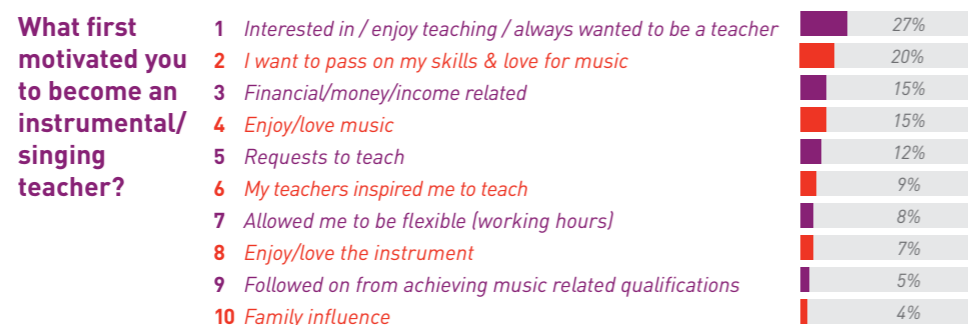 What first
motivated you
to become an
instrumental/
singing
teacher?
1 Interested in / enjoy teaching / always wanted to be a teacher 27%
2 I want to pass on my skills & love for music 20%
3 Financial/money/income related 15%
4 Enjoy/love music 15%
5 Requests to teach 12%
6 My teachers inspired me to teach 9%
7 Allowed me to be flexible (working hours) 8%
8 Enjoy/love the instrument 7%
9 Followed on from achieving music related qualifications 5%
10 Family influence 4%